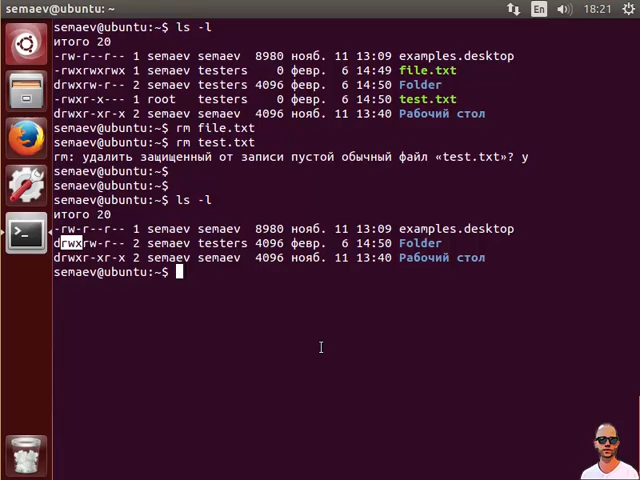 semaev@ubuntu: ~
En
18:21
semaev@ubuntu:~$ ls -l
итого 20
-rw-r--r-- 1 semaev semaev  8980 нояб. 11 13:09 examples.desktop
-rwxrwxrwx 1 semaev testers    0 февр.  6 14:49 file.txt
drwxrw-r-- 2 semaev testers 4096 февр.  6 14:50 Folder
-rwxr-x--- 1 root   testers    0 февр.  6 14:50 test.txt
drwxr-xr-x 2 semaev semaev  4096 нояб. 11 13:40 Рабочий стол
semaev@ubuntu:~$ rm file.txt
semaev@ubuntu:~$ rm test.txt
rm: удалить защищенный от записи пустой обычный файл «test.txt»? y
semaev@ubuntu:~$
semaev@ubuntu:~$
semaev@ubuntu:~$ ls -l
итого 20
-rw-r--r-- 1 semaev semaev  8980 нояб. 11 13:09 examples.desktop
drwxrw-r-- 2 semaev testers 4096 февр.  6 14:50 Folder
drwxr-xr-x 2 semaev semaev  4096 нояб. 11 13:40 Рабочий стол
semaev@ubuntu:~$